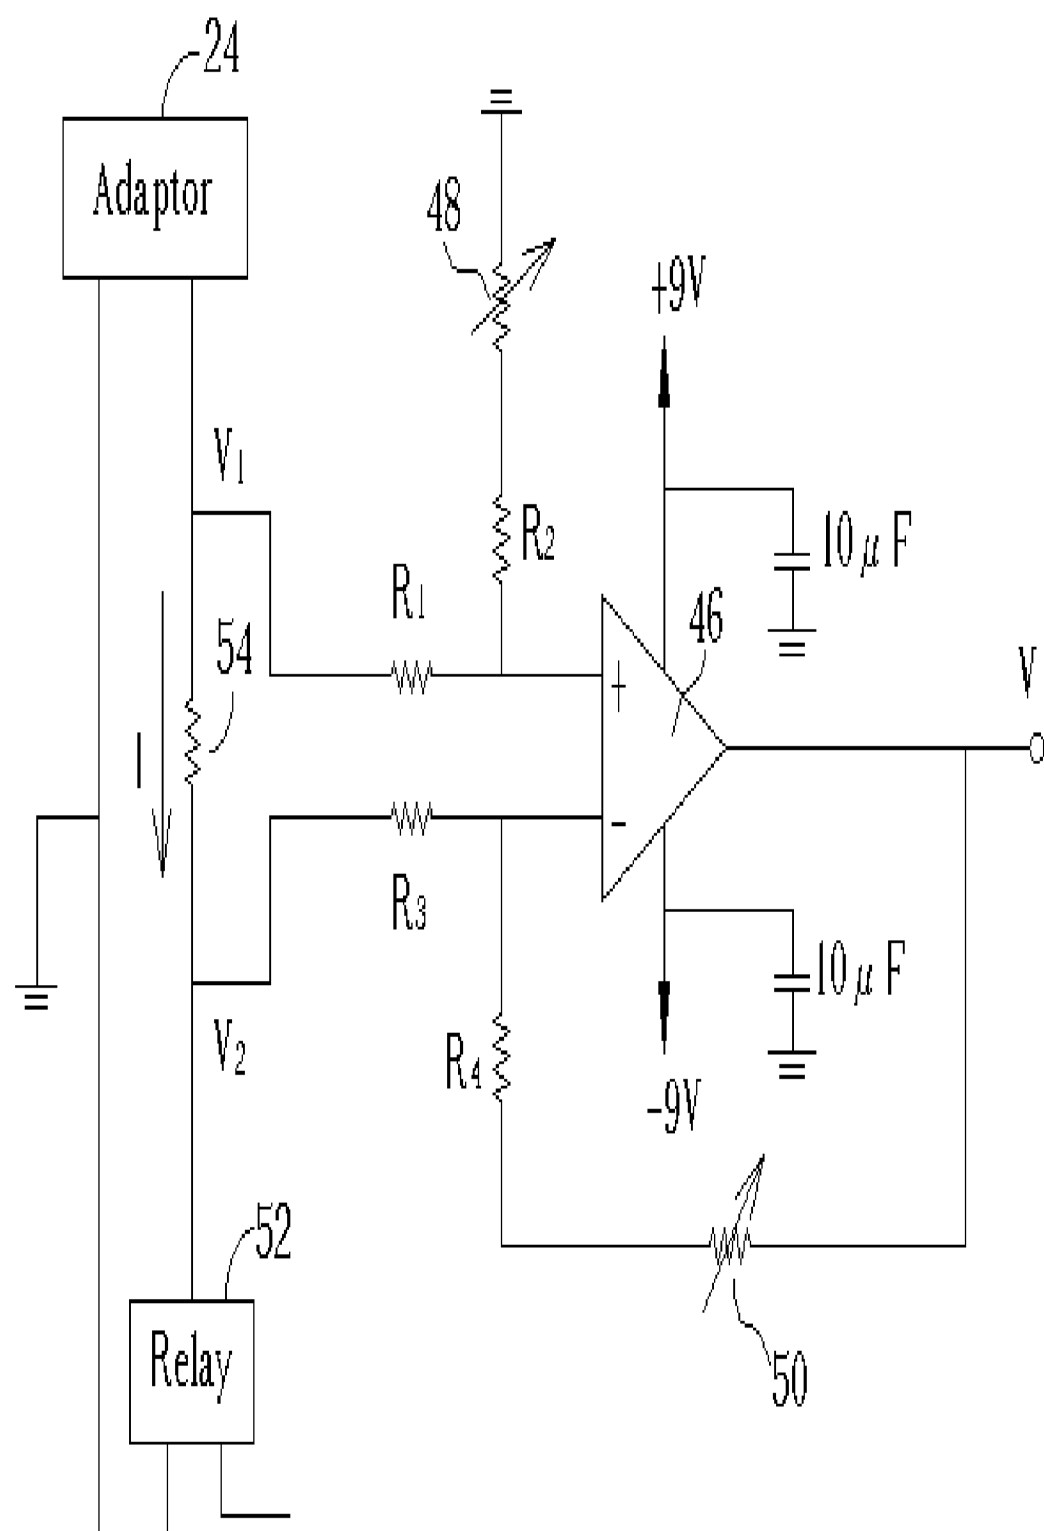 24
Adaptor
48
+9V
V1
R2
10μF
R1
46
54
V
I
R3
10μF
V2
R4
-9V
52
Relay
50
+
-